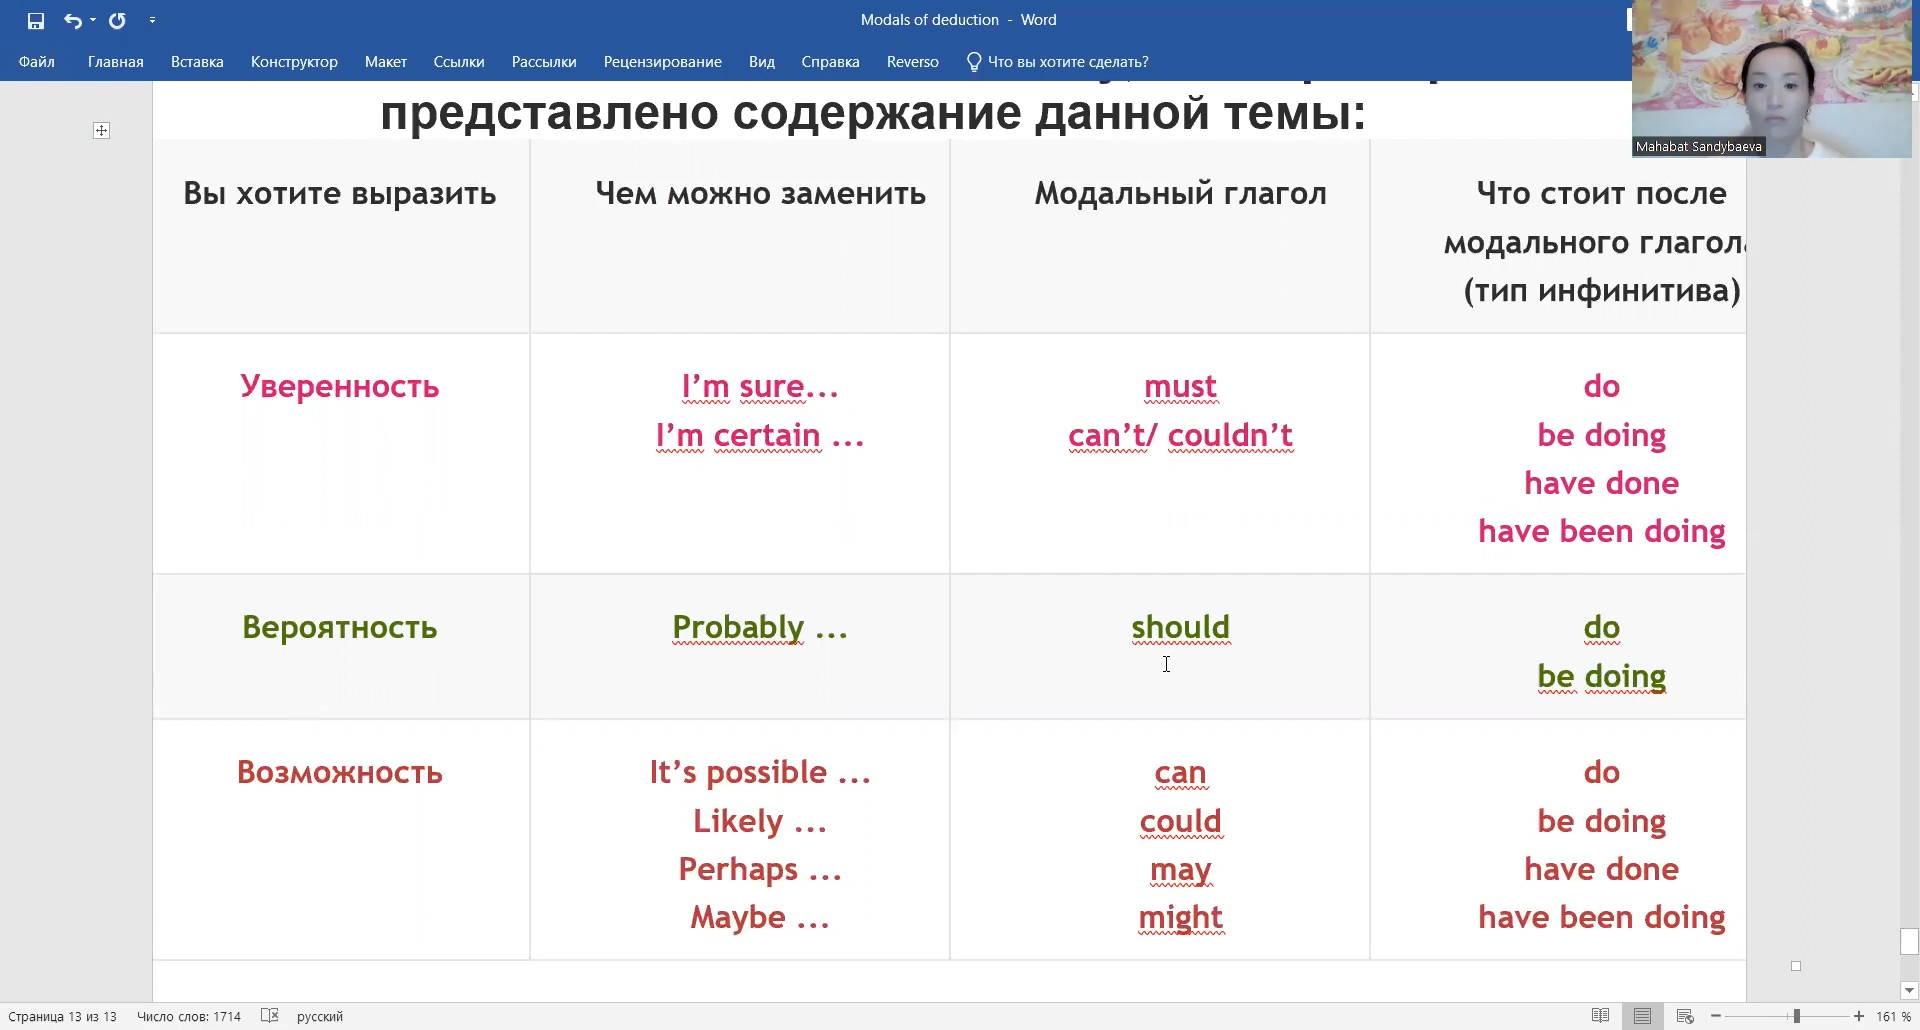 Modals of deduction - Word
Файл Главная Вставка Конструктор Макет Ссылки Рассылки Рецензирование Вид Справка Reverso Что вы хотите сделать?
Mahabat Sandybaeva
представлено содержание данной темы:
Вы хотите выразить Чем можно заменить Модальный глагол Что стоит после
модального глагола
(тип инфинитива)
Уверенность I’m sure... must do
I’m certain ... can’t/ couldn’t be doing
have done
have been doing
Вероятность Probably ... should do
be doing
Возможность It’s possible ... can do
Likely ... could be doing
Perhaps ... may have done
Maybe ... might have been doing
Страница 13 из 13 Число слов: 1714 русский 161 %